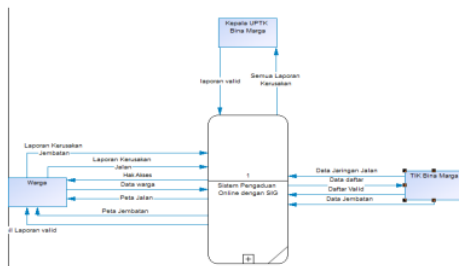 Kepala UPTK
Bina Marga
laporan valid
Semua Laporan
Kerusakan
Laporan Kerusakan
Jembatan
Laporan Kerusakan
Jalan
Hak Akses
Data warga
Peta Jalan
Peta Jembatan
Laporan valid
Warga
1
Sistem Pengaduan
Online dengan SIG
Data Jaringan Jalan
Data daftar
Daftar Valid
Data Jembatan
TIK Bina Marga